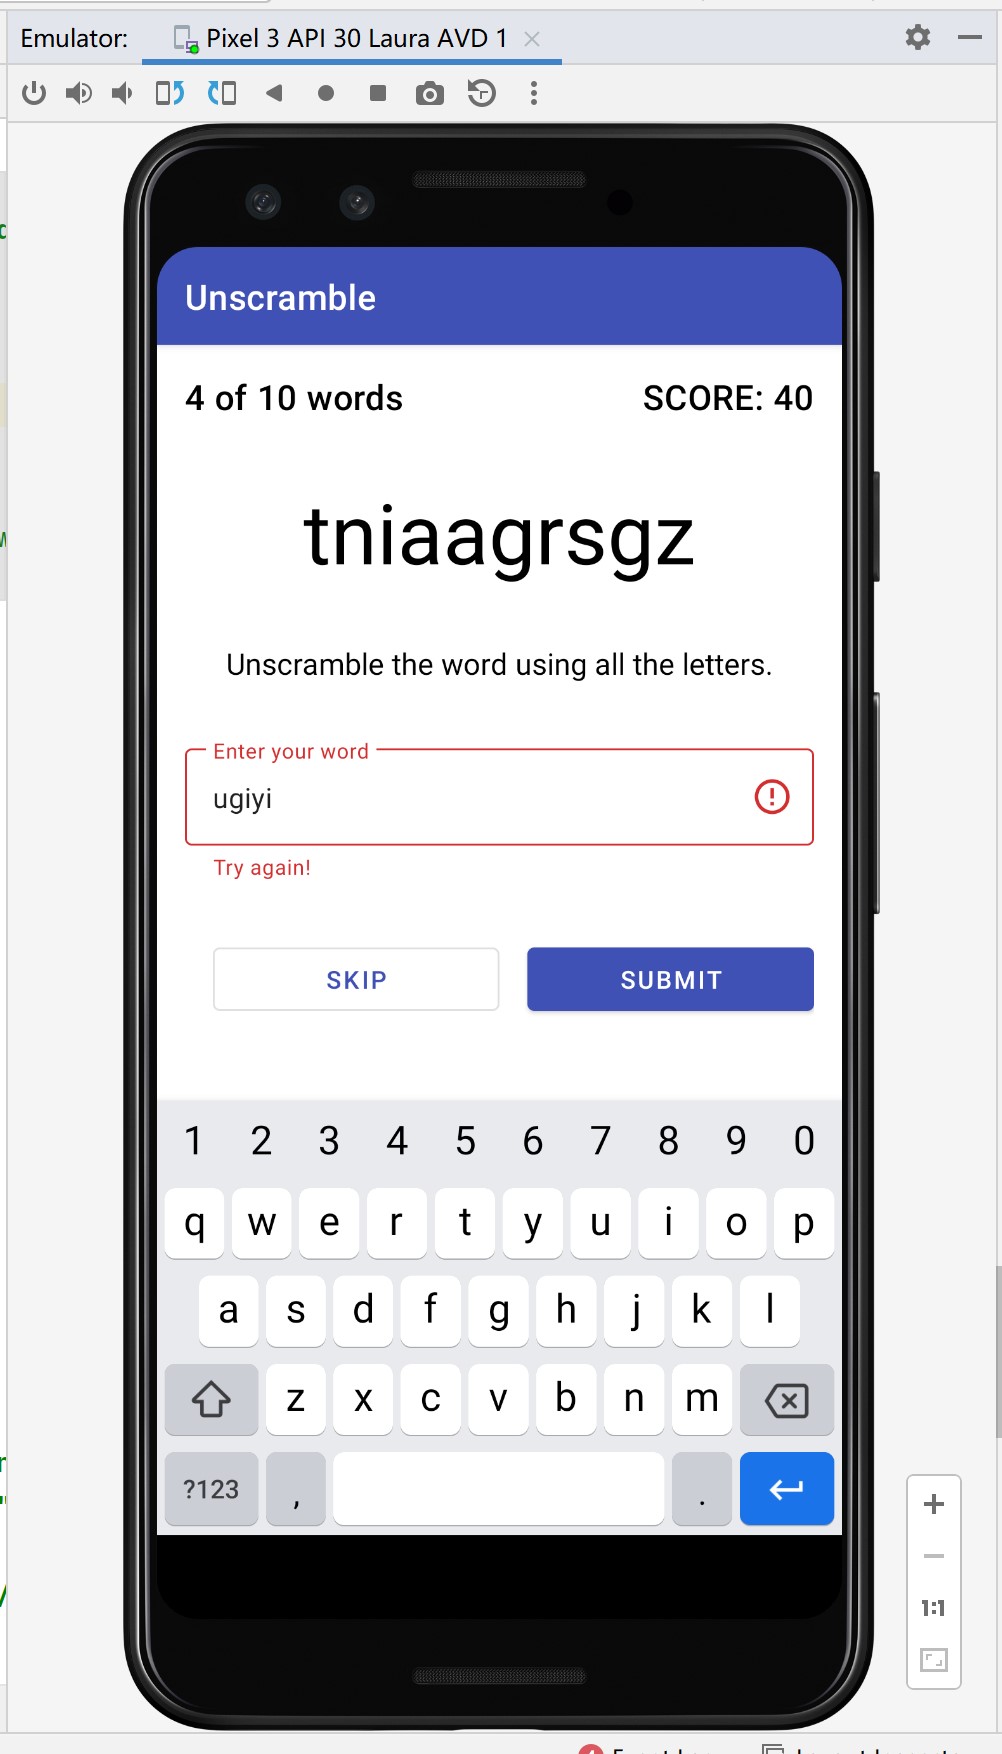 Emulator: Pixel 3 API 30 Laura AVD 1
Unscramble
4 of 10 words SCORE: 40
tniaagrsgz
Unscramble the word using all the letters.
Enter your word
ugiyi
Try again!
SKIP SUBMIT
1 2 3 4 5 6 7 8 9 0
q w e r t y u i o p
a s d f g h j k l
z x c v b n m
?123 , .
1:1